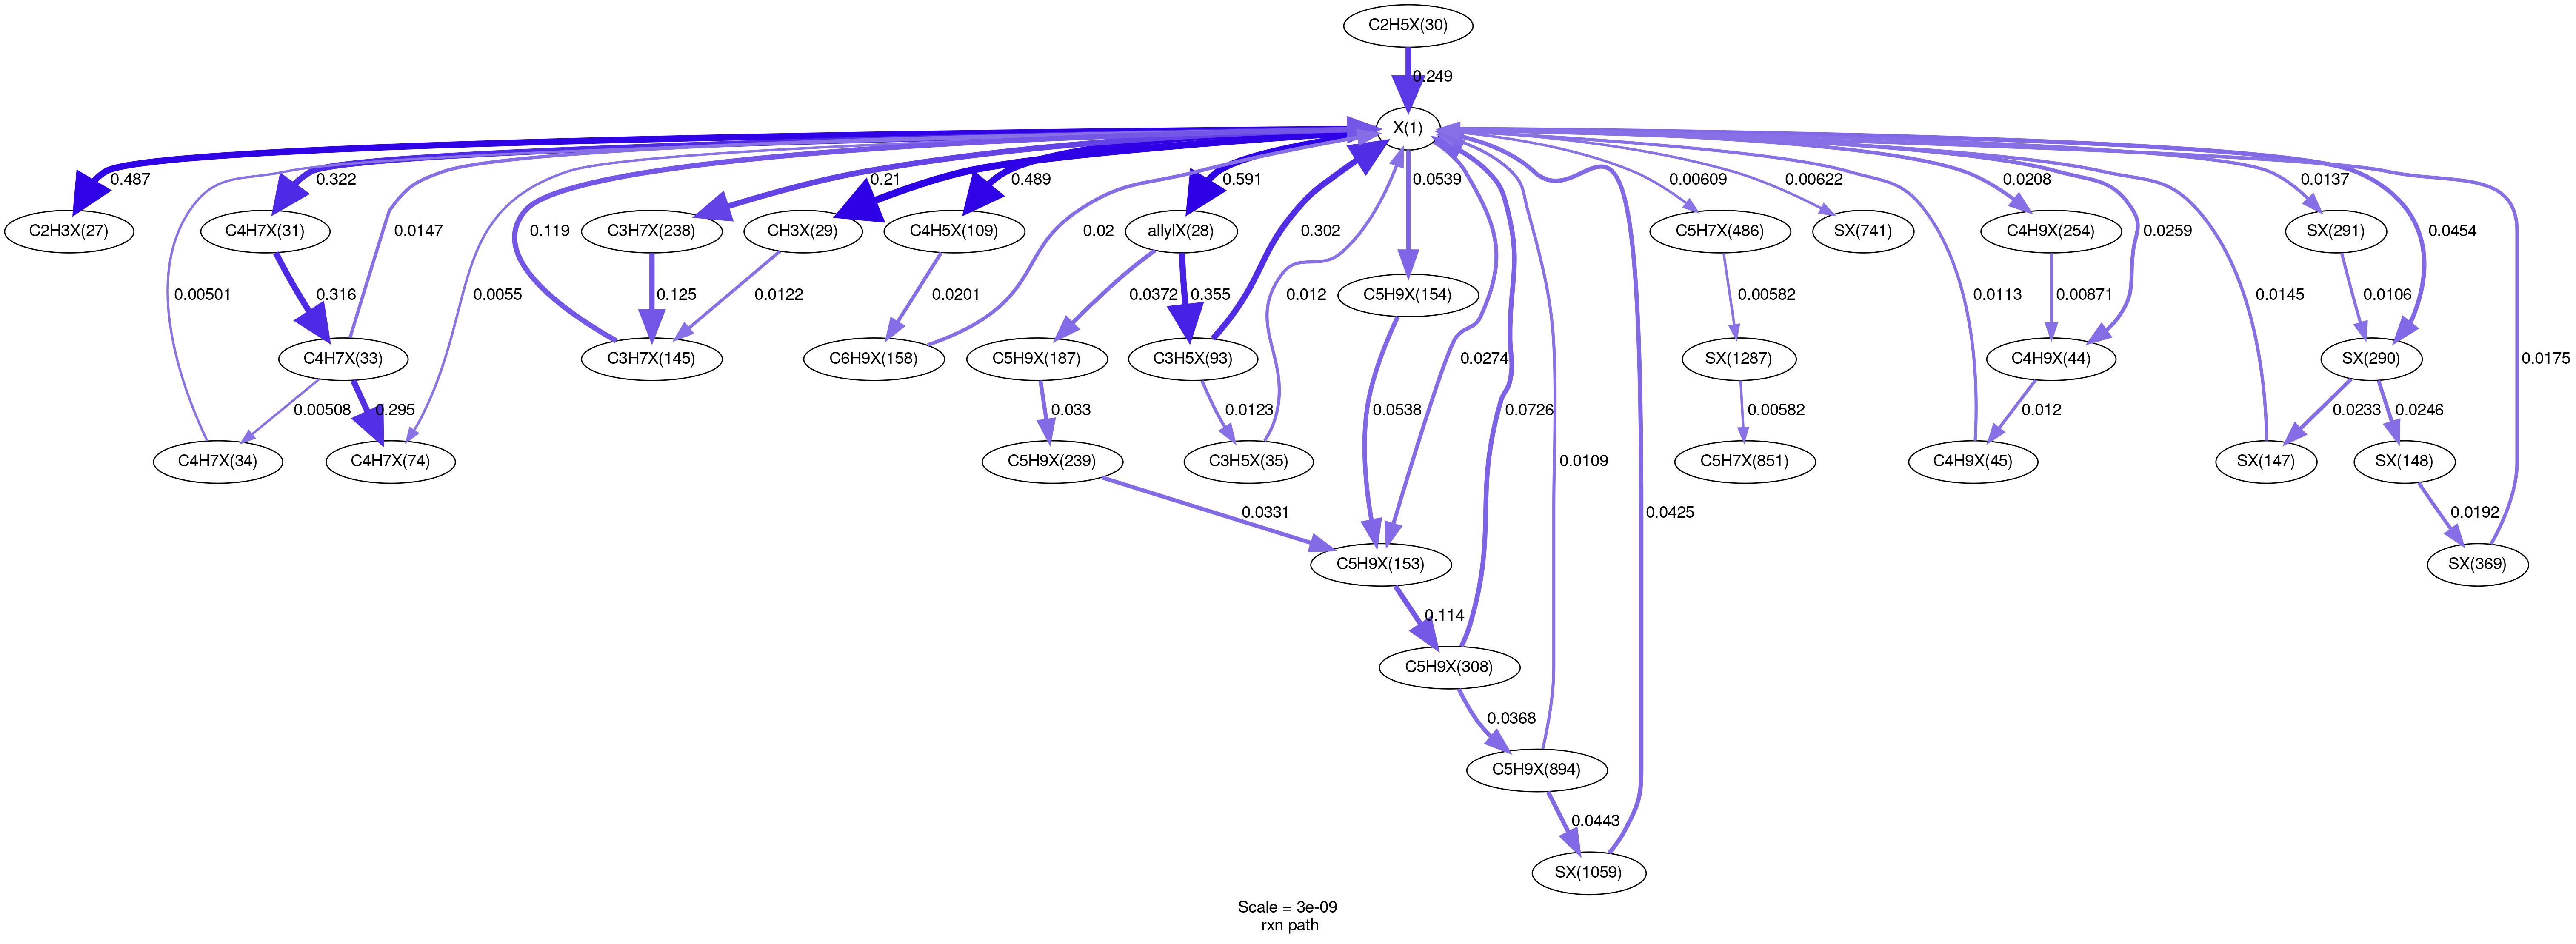 C2H5X(30)
0.249
X(1)
0.487
0.322
0.21
0.489
0.591
0.0539
0.00609
0.00622
0.0208
0.0137
C2H3X(27)
C4H7X(31)
0.0147
0.119
C3H7X(238)
CH3X(29)
C4H5X(109)
0.02
allylX(28)
0.302
C5H7X(486)
SX(741)
C4H9X(254)
0.0259
SX(291)
0.0454
0.00501
0.316
0.0055
0.125
0.0122
0.0201
0.0372
0.355
0.012
C5H9X(154)
0.00582
0.0113
0.00871
0.0145
0.0106
C4H7X(33)
C3H7X(145)
C6H9X(158)
C5H9X(187)
C3H5X(93)
0.0274
SX(1287)
C4H9X(44)
SX(290)
0.0175
0.00508
0.295
0.033
0.0123
0.0538
0.0726
0.00582
0.012
0.0233
0.0246
C4H7X(34)
C4H7X(74)
C5H9X(239)
C3H5X(35)
0.0109
C5H7X(851)
C4H9X(45)
SX(147)
SX(148)
0.0331
0.0425
0.0192
C5H9X(153)
SX(369)
0.114
C5H9X(308)
0.0368
C5H9X(894)
0.0443
SX(1059)
Scale = 3e-09
rxn path